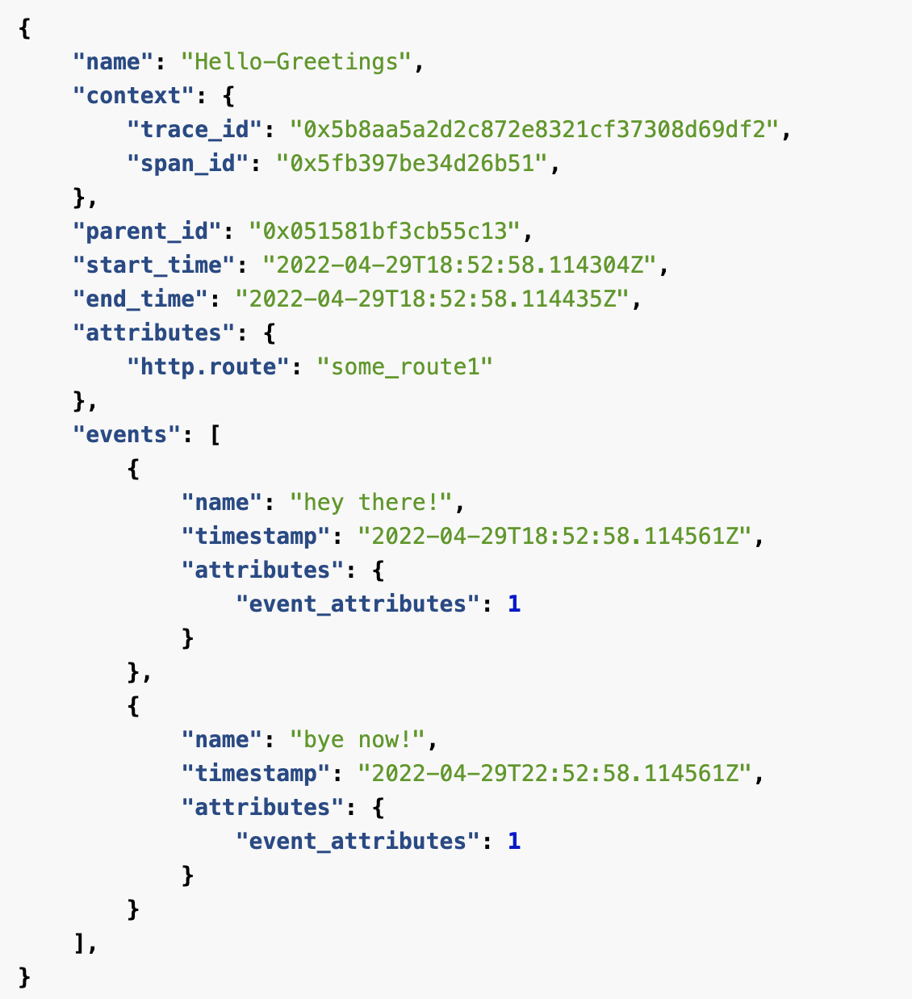 {
    "name": "Hello-Greetings",
    "context": {
        "trace_id": "0x5b8aa5a2d2c872e8321cf37308d69df2",
        "span_id": "0x5fb397be34d26b51",
    },
    "parent_id": "0x051581bf3cb55c13",
    "start_time": "2022-04-29T18:52:58.114304Z",
    "end_time": "2022-04-29T18:52:58.114435Z",
    "attributes": {
        "http.route": "some_route1"
    },
    "events": [
        {
            "name": "hey there!",
            "timestamp": "2022-04-29T18:52:58.114561Z",
            "attributes": {
                "event_attributes": 1
            }
        },
        {
            "name": "bye now!",
            "timestamp": "2022-04-29T22:52:58.114561Z",
            "attributes": {
                "event_attributes": 1
            }
        }
    ],
}